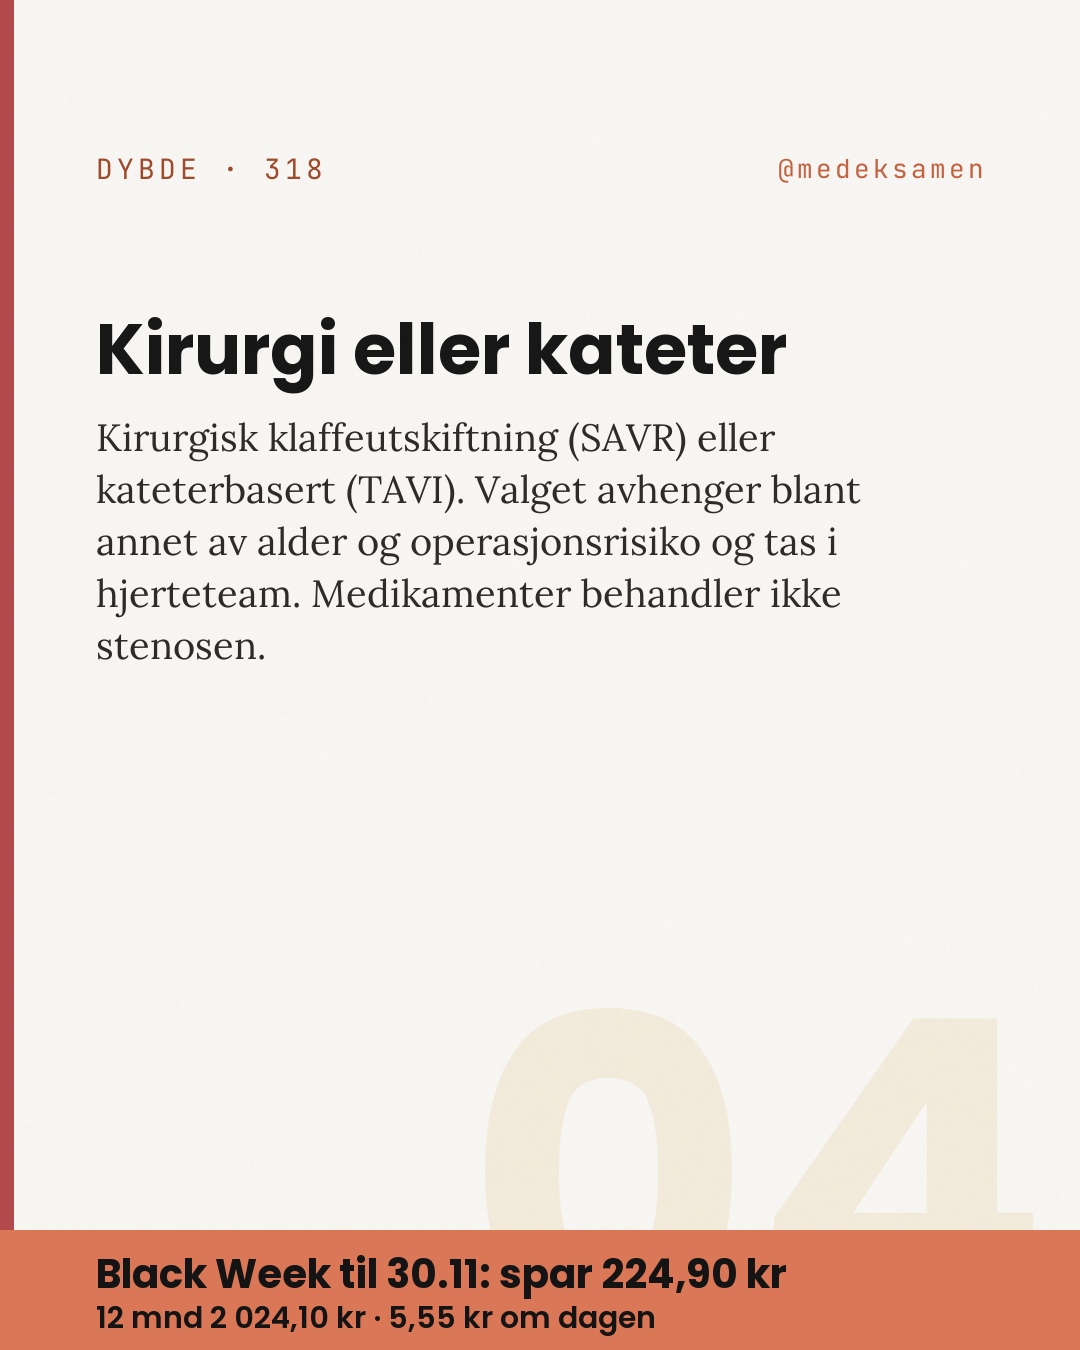 DYBDE · 318
@medeksamen
Kirurgi eller kateter
Kirurgisk klaffeutskiftning (SAVR) eller
kateterbasert (TAVI). Valget avhenger blant
annet av alder og operasjonsrisiko og tas i
hjerteteam. Medikamenter behandler ikke
stenosen.
04
Black Week til 30.11: spar 224,90 kr
12 mnd 2 024,10 kr · 5,55 kr om dagen